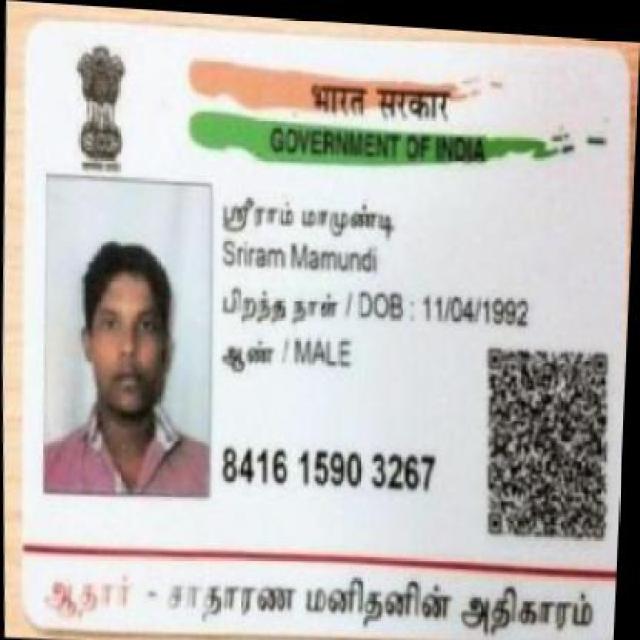 भारत सरकार
GOVERNMENT OF INDIA
ஸ்ரீராம் மாமுண்டி
Sriram Mamundi
பிறந்த நாள் / DOB : 11/04/1992
ஆண் / MALE
8416 1590 3267
ஆதார் - சாதாரண மனிதனின் அதிகாரம்